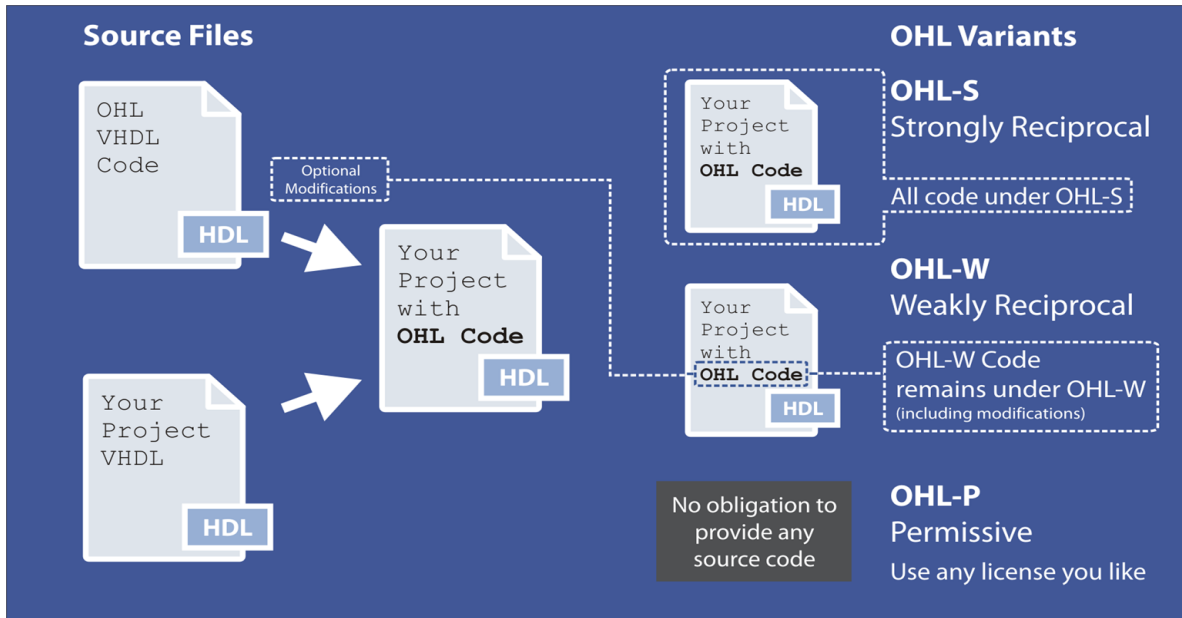 Source Files
OHL
VHDL
Code
HDL
Optional
Modifications
Your
Project
VHDL
HDL
Your
Project
with
OHL Code
HDL
OHL Variants
Your
Project
with
OHL Code
HDL
OHL-S
Strongly Reciprocal
All code under OHL-S
Your
Project
with
OHL Code
HDL
OHL-W
Weakly Reciprocal
OHL-W Code
remains under OHL-W
(including modifications)
No obligation to
provide any
source code
OHL-P
Permissive
Use any license you like